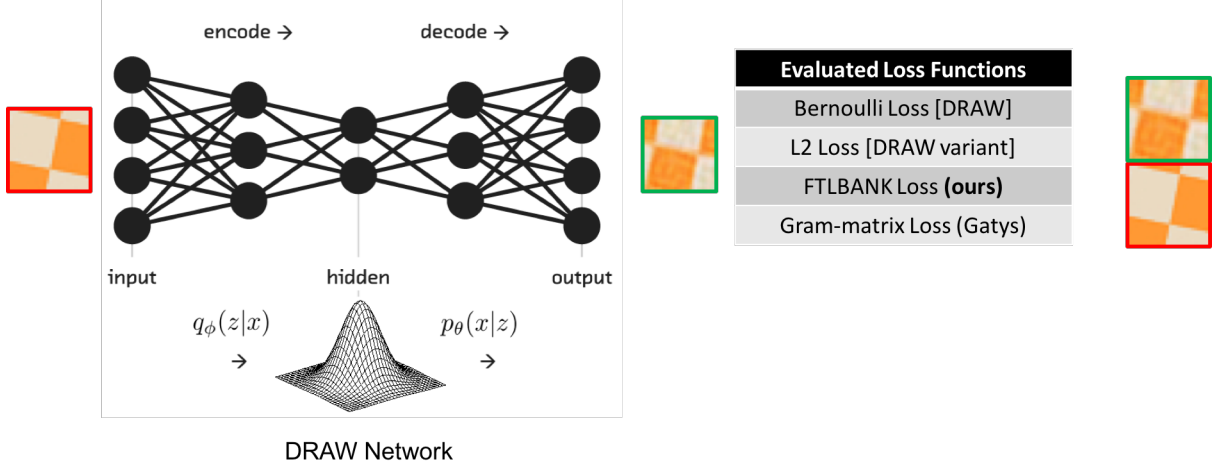 encode → decode →
input hidden output
qϕ(z|x) pθ(x|z)
→ →
DRAW Network
Evaluated Loss Functions
Bernoulli Loss [DRAW]
L2 Loss [DRAW variant]
FTLBANK Loss (ours)
Gram-matrix Loss (Gatys)